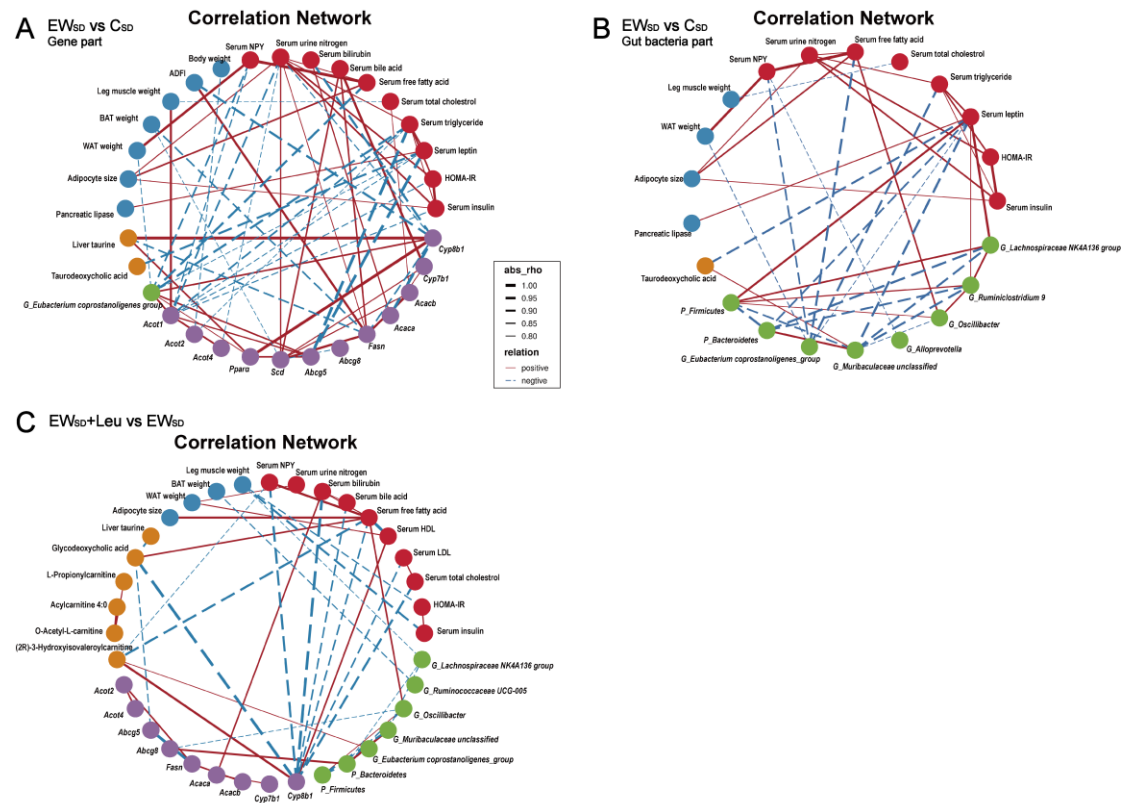 A EWSD vs CSD
Gene part
Correlation Network
Serum NPY
Serum urine nitrogen
Serum bilirubin
Serum bile acid
Serum free fatty acid
Serum total cholestrol
Serum triglyceride
Serum leptin
HOMA-IR
Serum insulin
Cyp8b1
Cyp7b1
Acacb
Acaca
Fasn
Abcg8
Abcg5
Scd
Ppara
Acot4
Acot2
Acot1
G_Eubacterium coprostanoligenes group
Taurodeoxycholic acid
Liver taurine
Pancreatic lipase
Adipocyte size
WAT weight
BAT weight
Leg muscle weight
ADFI
Body weight
abs_rho
1.00
0.95
0.90
0.85
0.80
relation
positive
negtive
B EWSD vs CSD
Gut bacteria part
Correlation Network
Serum urine nitrogen
Serum free fatty acid
Serum total cholestrol
Serum NPY
Serum triglyceride
Leg muscle weight
Serum leptin
WAT weight
HOMA-IR
Adipocyte size
Serum insulin
Pancreatic lipase
G_Lachnospiraceae NK4A136 group
Taurodeoxycholic acid
G_Ruminiclostridium 9
P_Firmicutes
G_Oscillibacter
P_Bacteroidetes
G_Alloprevotella
G_Eubacterium coprostanoligenes_group
G_Muribaculaceae unclassified
C EWSD+Leu vs EWSD
Correlation Network
Serum NPY
Serum urine nitrogen
Serum bilirubin
Serum bile acid
Serum free fatty acid
Serum HDL
Serum LDL
Serum total cholestrol
HOMA-IR
Serum insulin
G_Lachnospiraceae NK4A136 group
G_Ruminococcaceae UCG-005
G_Oscillibacter
G_Muribaculaceae unclassified
G_Eubacterium coprostanoligenes_group
P_Bacteroidetes
P_Firmicutes
Cyp8b1
Cyp7b1
Acacb
Acaca
Fasn
Abcg8
Abcg5
Acot4
Acot2
(2R)-3-Hydroxyisovaleroylcarnitine
O-Acetyl-L-carnitine
Acylcarnitine 4:0
L-Propionylcarnitine
Glycodeoxycholic acid
Liver taurine
Adipocyte size
WAT weight
BAT weight
Leg muscle weight